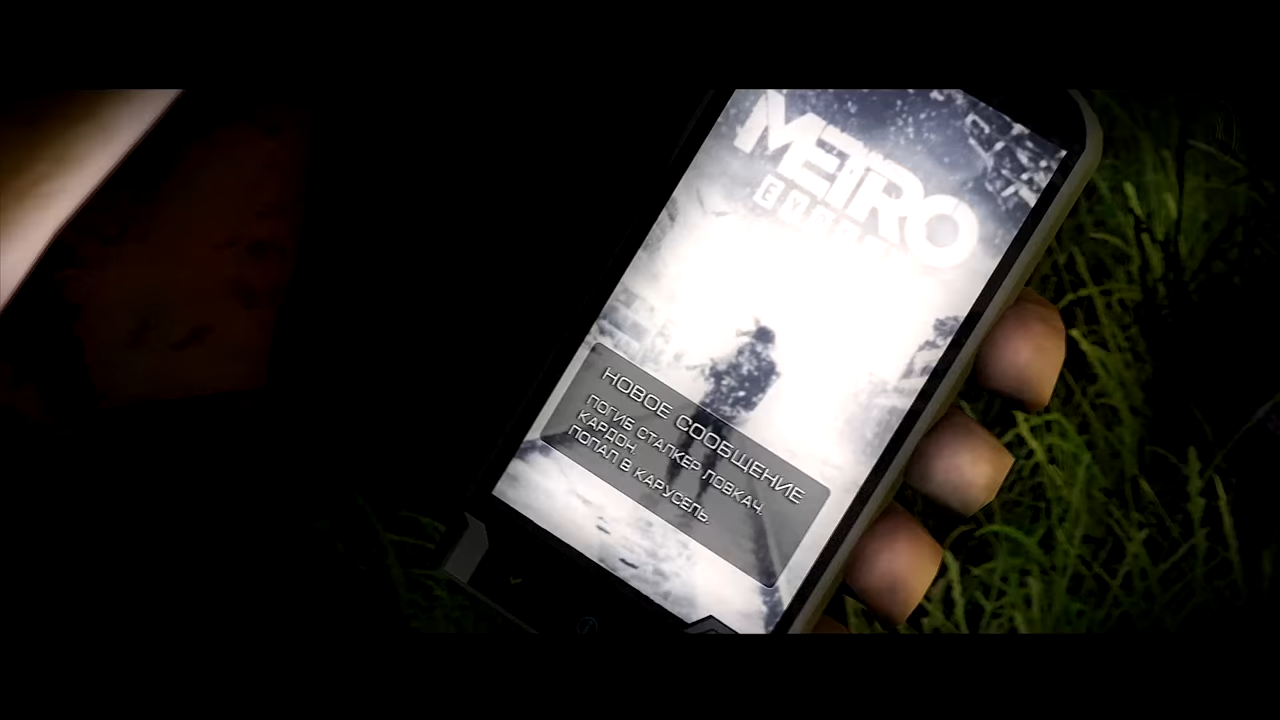 METRO
НОВОЕ СООБЩЕНИЕ
ПОГИБ СТАЛКЕР ЛОВКАЧ.
КАРДОН.
ПОПАЛ В КАРУСЕЛЬ.